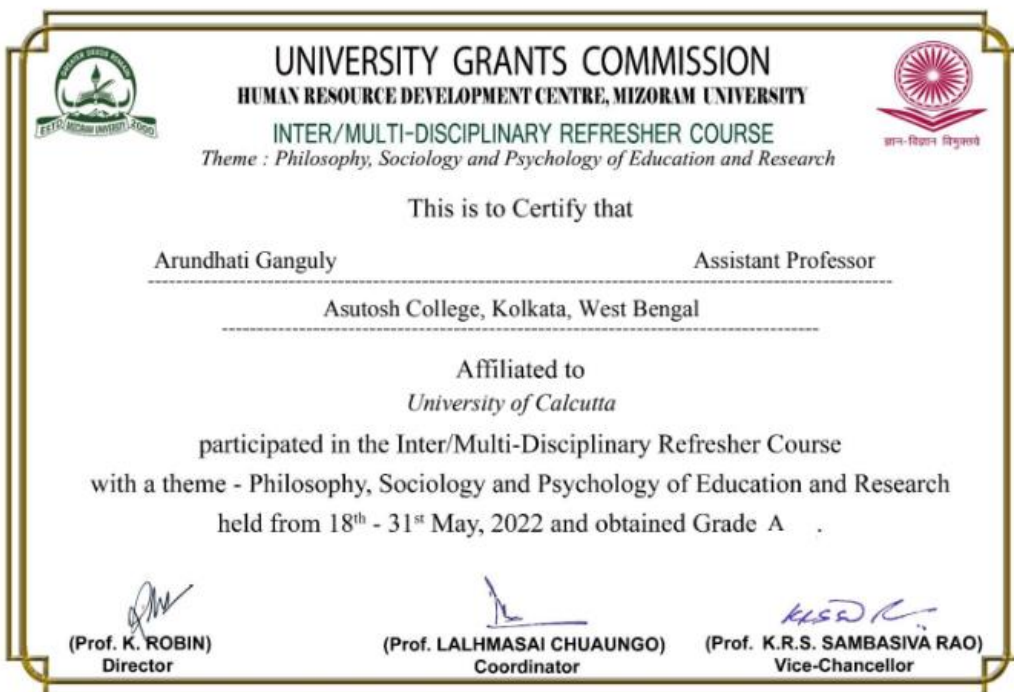 UNIVERSITY GRANTS COMMISSION
HUMAN RESOURCE DEVELOPMENT CENTRE, MIZORAM UNIVERSITY
INTER/MULTI-DISCIPLINARY REFRESHER COURSE
Theme : Philosophy, Sociology and Psychology of Education and Research
ESTD. MIZORAM UNIVERSITY 2000
ज्ञान-विज्ञान विमुक्तये
This is to Certify that
Arundhati Ganguly Assistant Professor
Asutosh College, Kolkata, West Bengal
Affiliated to
University of Calcutta
participated in the Inter/Multi-Disciplinary Refresher Course
with a theme - Philosophy, Sociology and Psychology of Education and Research
held from 18th - 31st May, 2022 and obtained Grade A .
(Prof. K. ROBIN) (Prof. LALHMASAI CHUAUNGO) (Prof. K.R.S. SAMBASIVA RAO)
Director Coordinator Vice-Chancellor